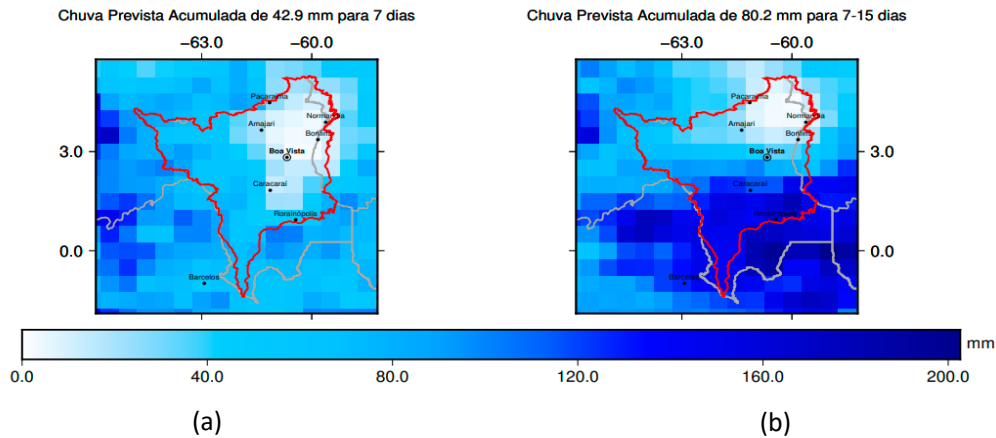 Chuva Prevista Acumulada de 42.9 mm para 7 dias
−63.0 −60.0
Pacaraima
Normandia
Amajari
Bonfim
Boa Vista
3.0
Caracaraí
Rorainópolis
0.0
Barcelos
Chuva Prevista Acumulada de 80.2 mm para 7-15 dias
−63.0 −60.0
Pacaraima
Normandia
Amajari
Bonfim
Boa Vista
3.0
Caracaraí
Rorainópolis
0.0
Barcelos
mm
0.0 40.0 80.0 120.0 160.0 200.0
(a) (b)